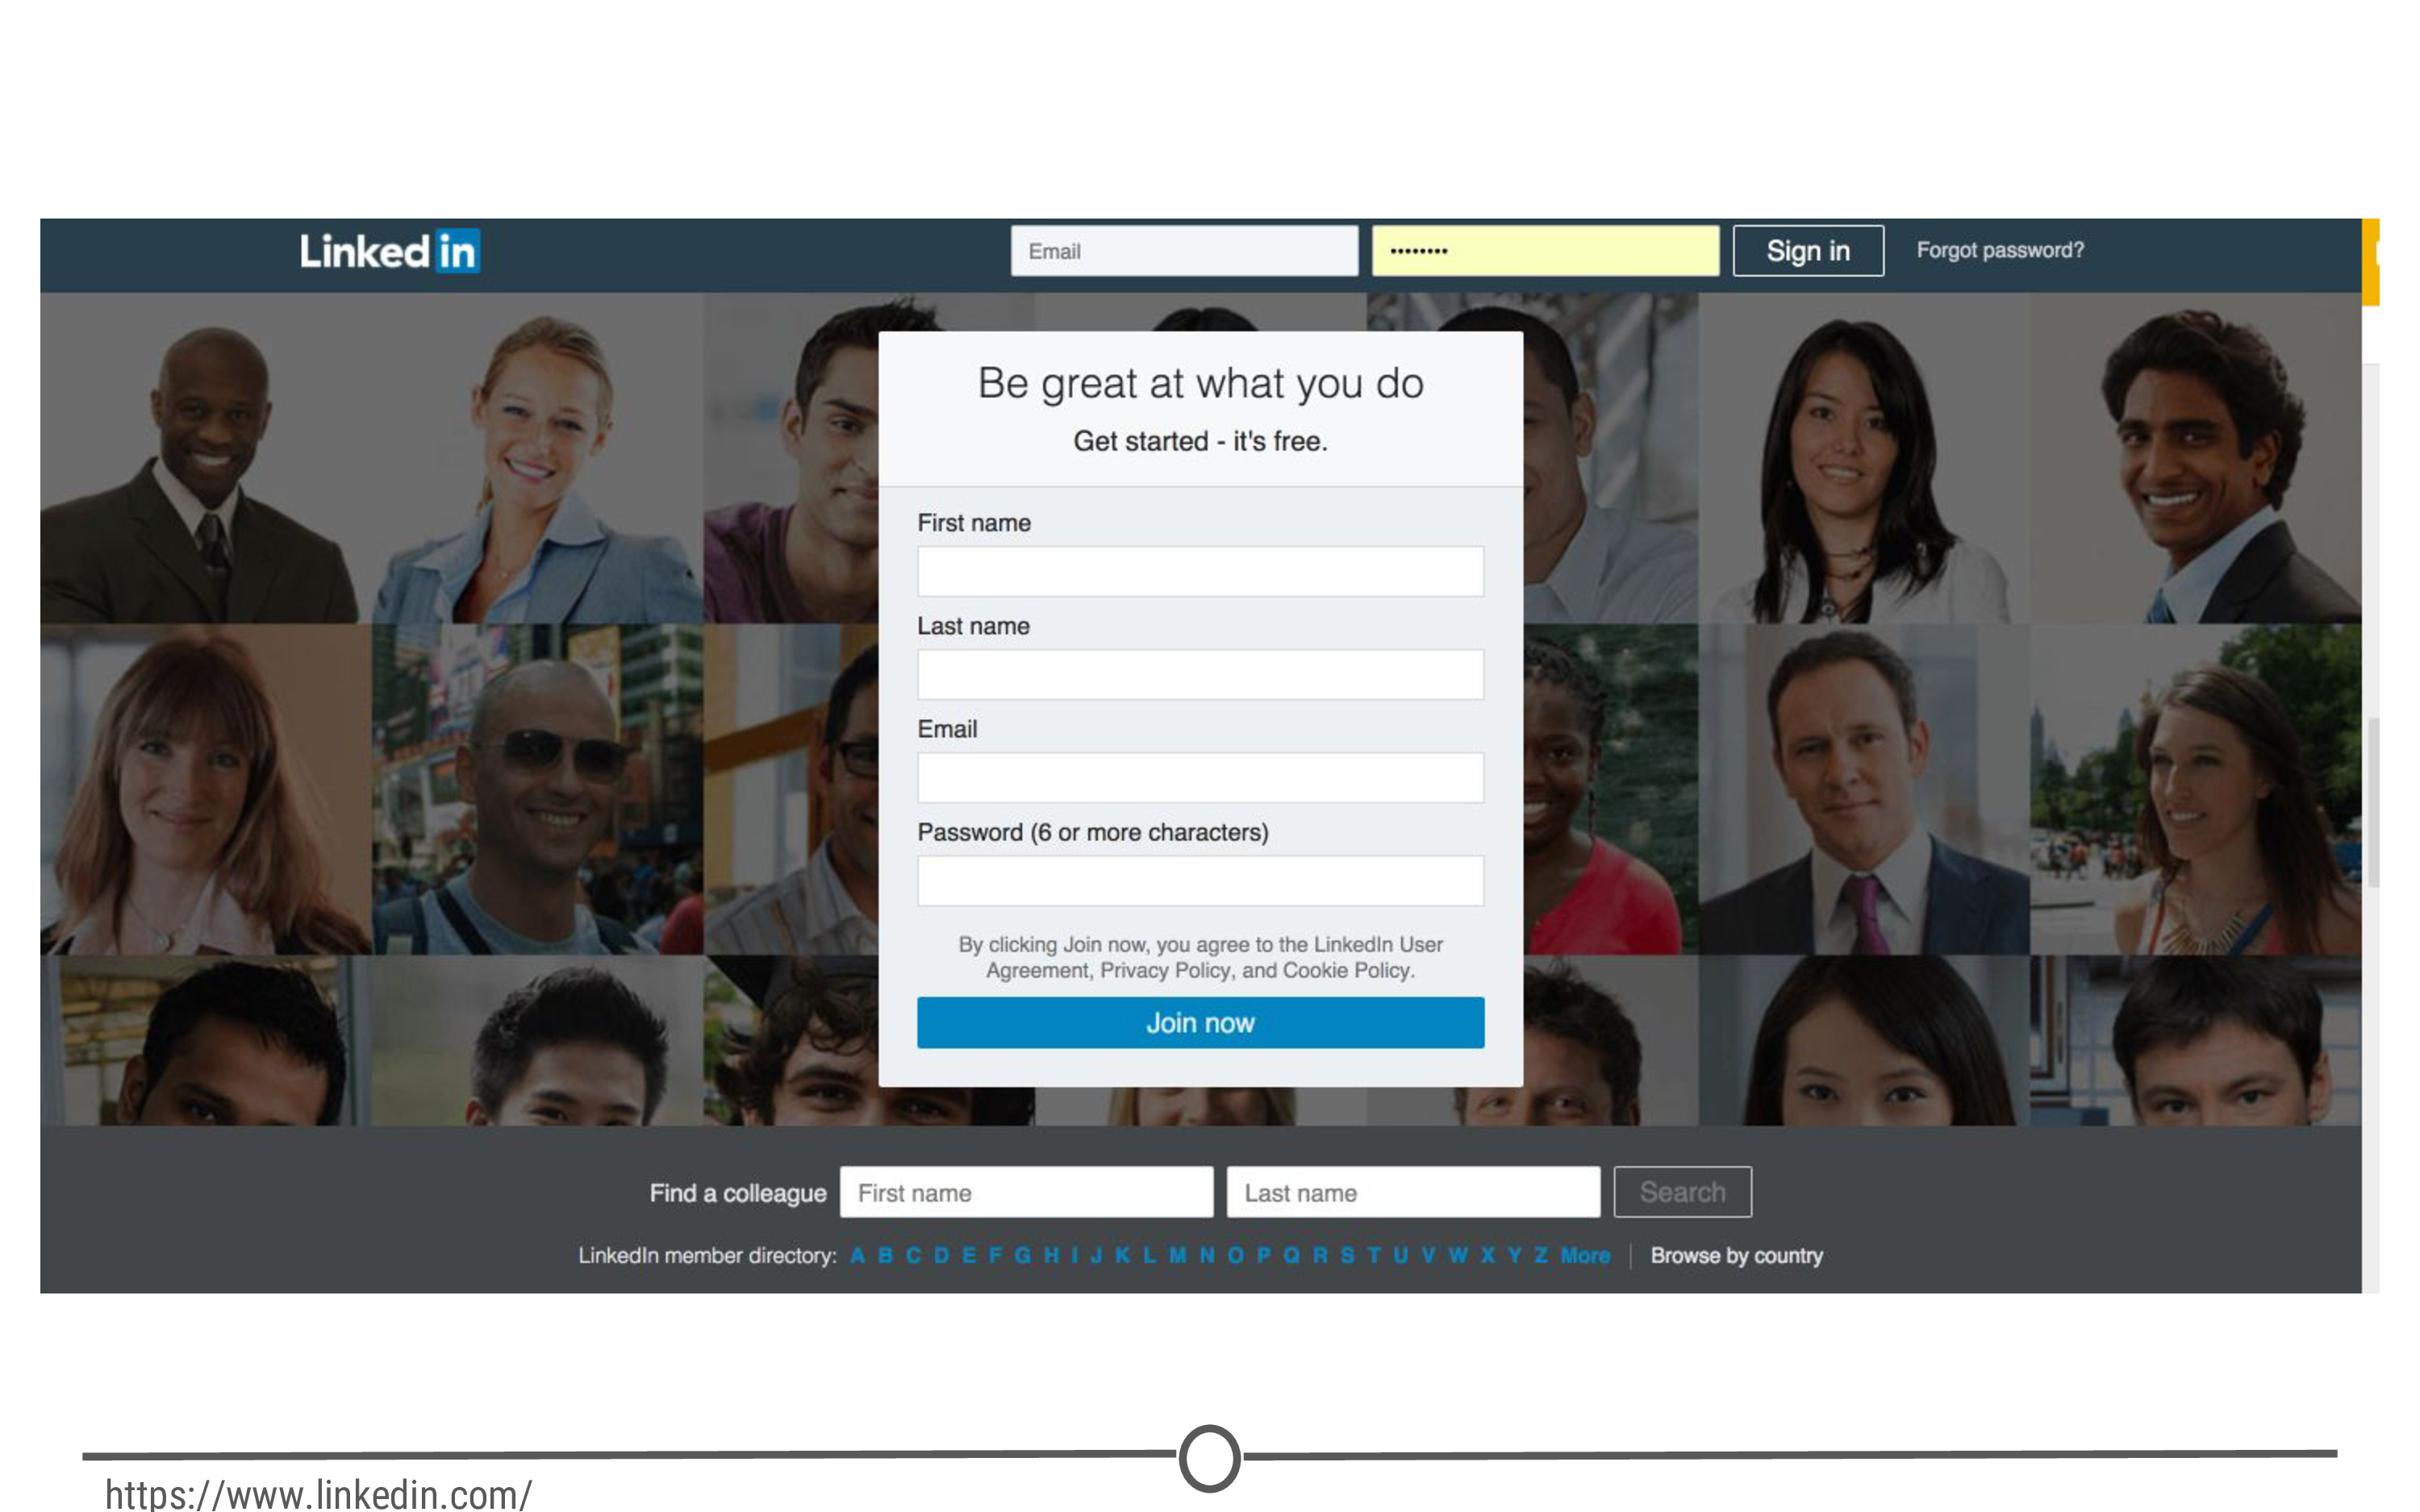 Linked in
Email
••••••••
Sign in
Forgot password?
Be great at what you do
Get started - it's free.
First name
Last name
Email
Password (6 or more characters)
By clicking Join now, you agree to the LinkedIn User
Agreement, Privacy Policy, and Cookie Policy.
Join now
Find a colleague
First name
Last name
Search
LinkedIn member directory: A B C D E F G H I J K L M N O P Q R S T U V W X Y Z More | Browse by country
https://www.linkedin.com/